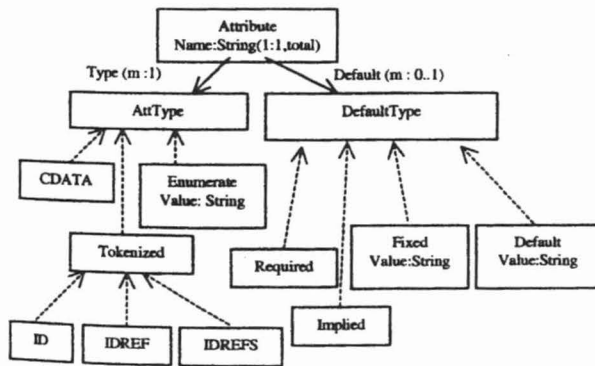 Attribute
Name:String(1:1,total)
Type (m :1)
Default (m : 0..1)
AttType
DefaultType
CDATA
Enumerate
Value: String
Tokenized
Required
Fixed
Value:String
Default
Value:String
ID
IDREF
IDREFS
Implied